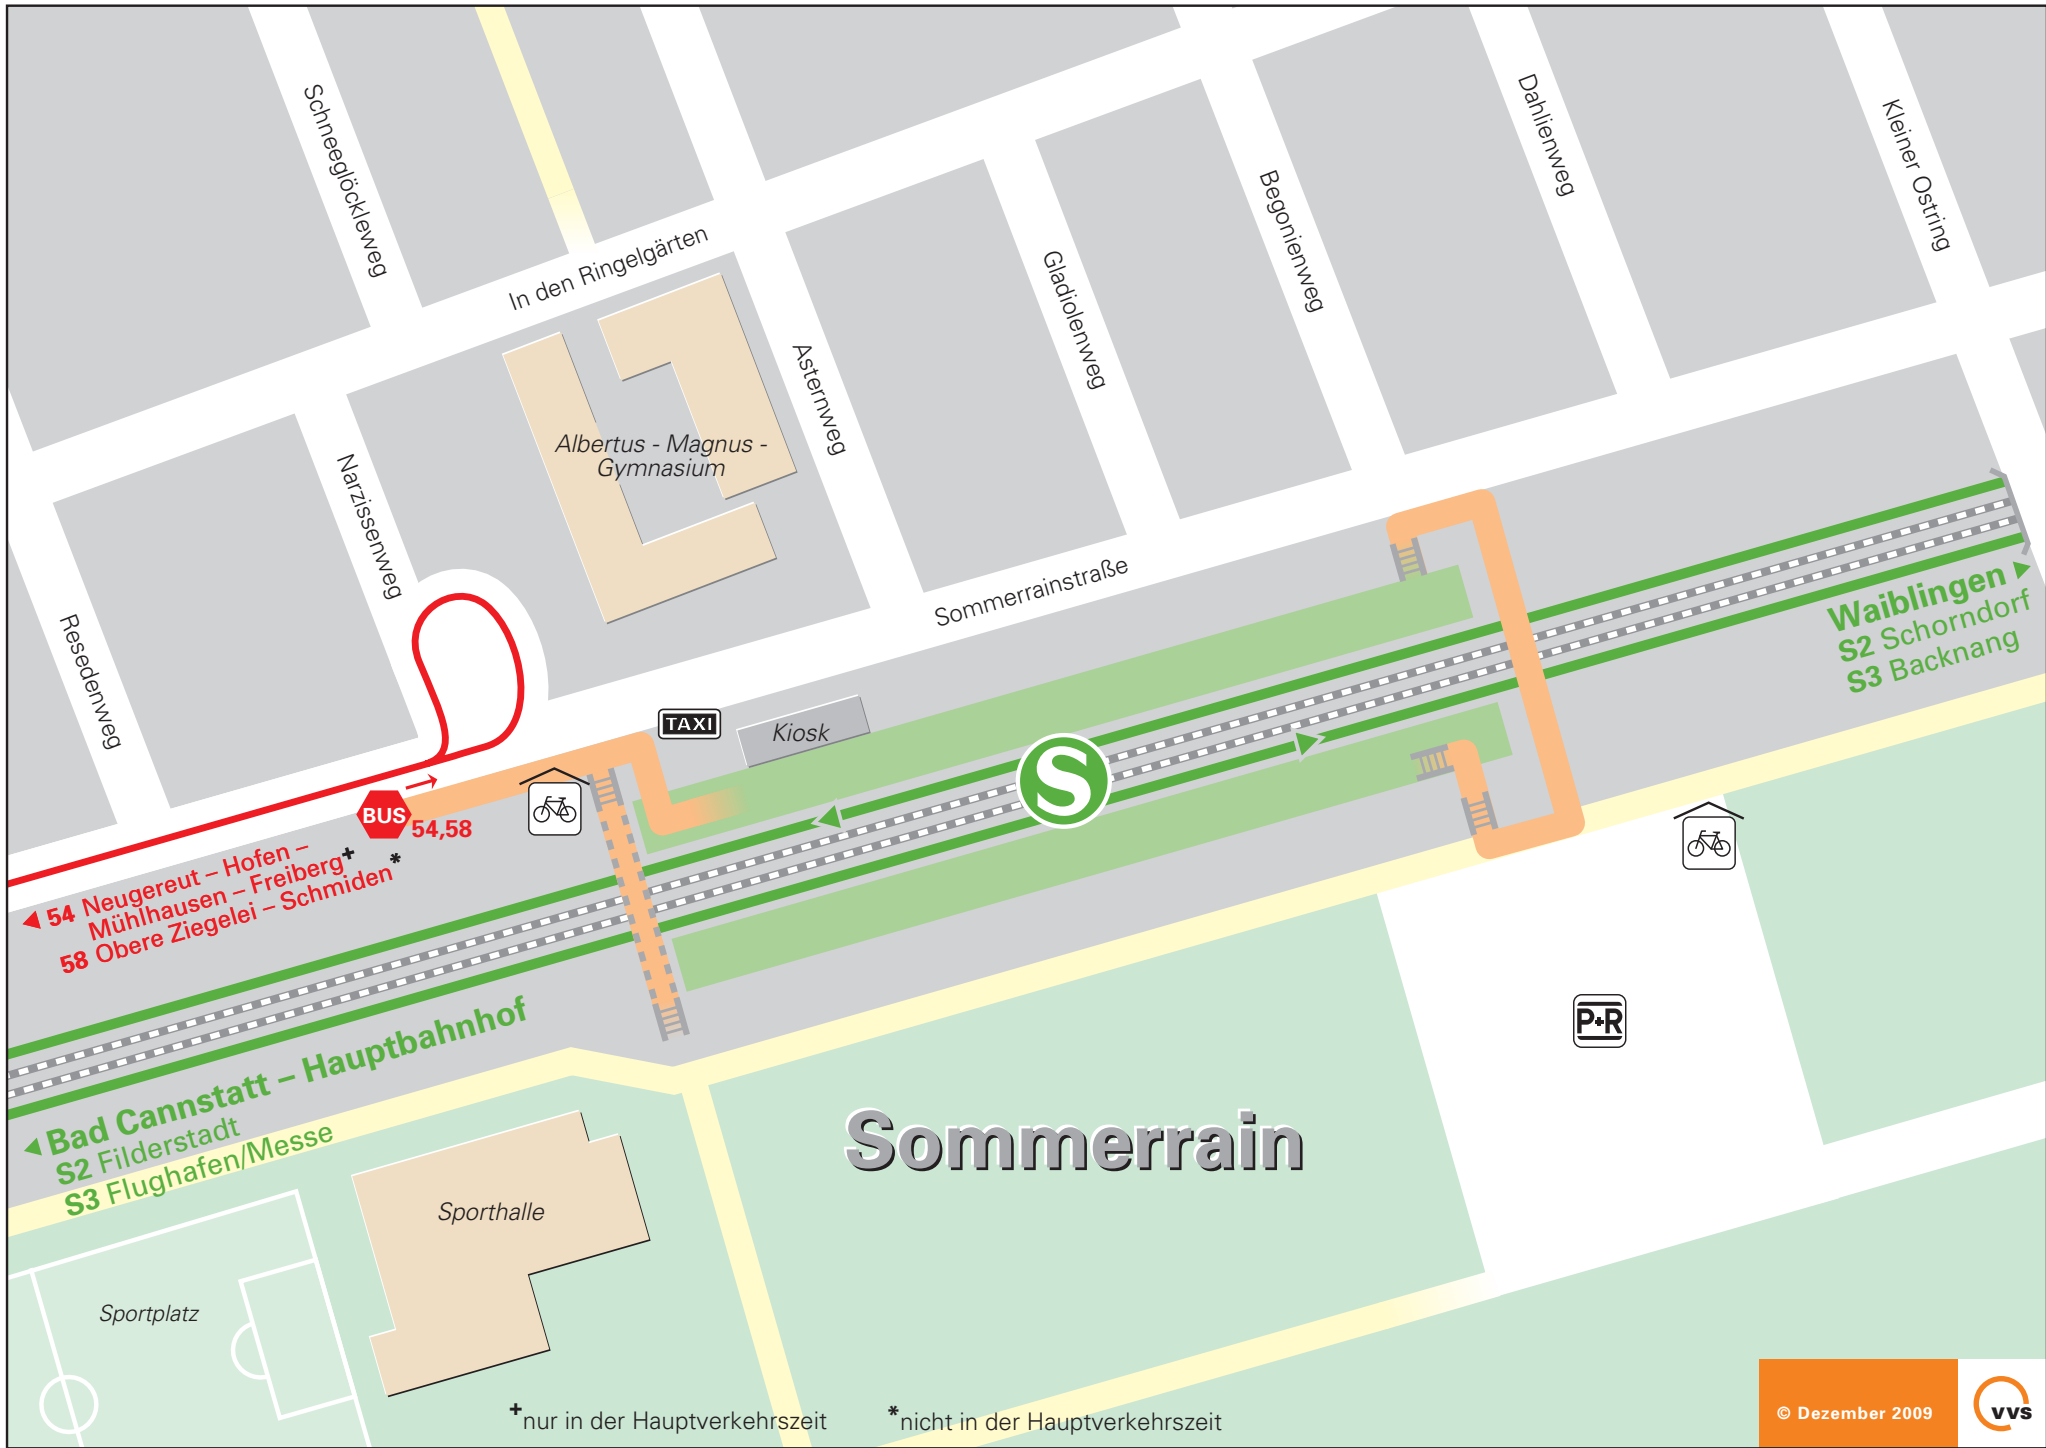 Schneeglöckleweg
Dahlienweg
Kleiner Ostring
Begonienweg
In den Ringelgärten
Gladiolenweg
Asternweg
Albertus - Magnus -
Gymnasium
Narzissenweg
Resedenweg
Sommerrainstraße
Waiblingen
S2 Schorndorf
S3 Backnang
TAXI
Kiosk
S
BUS
54,58
54 Neugereut – Hofen –
Mühlhausen – Freiberg+
58 Obere Ziegelei – Schmiden*
P+R
Bad Cannstatt – Hauptbahnhof
S2 Filderstadt
S3 Flughafen/Messe
Sommerrain
Sporthalle
Sportplatz
+nur in der Hauptverkehrszeit
*nicht in der Hauptverkehrszeit
© Dezember 2009
vvs